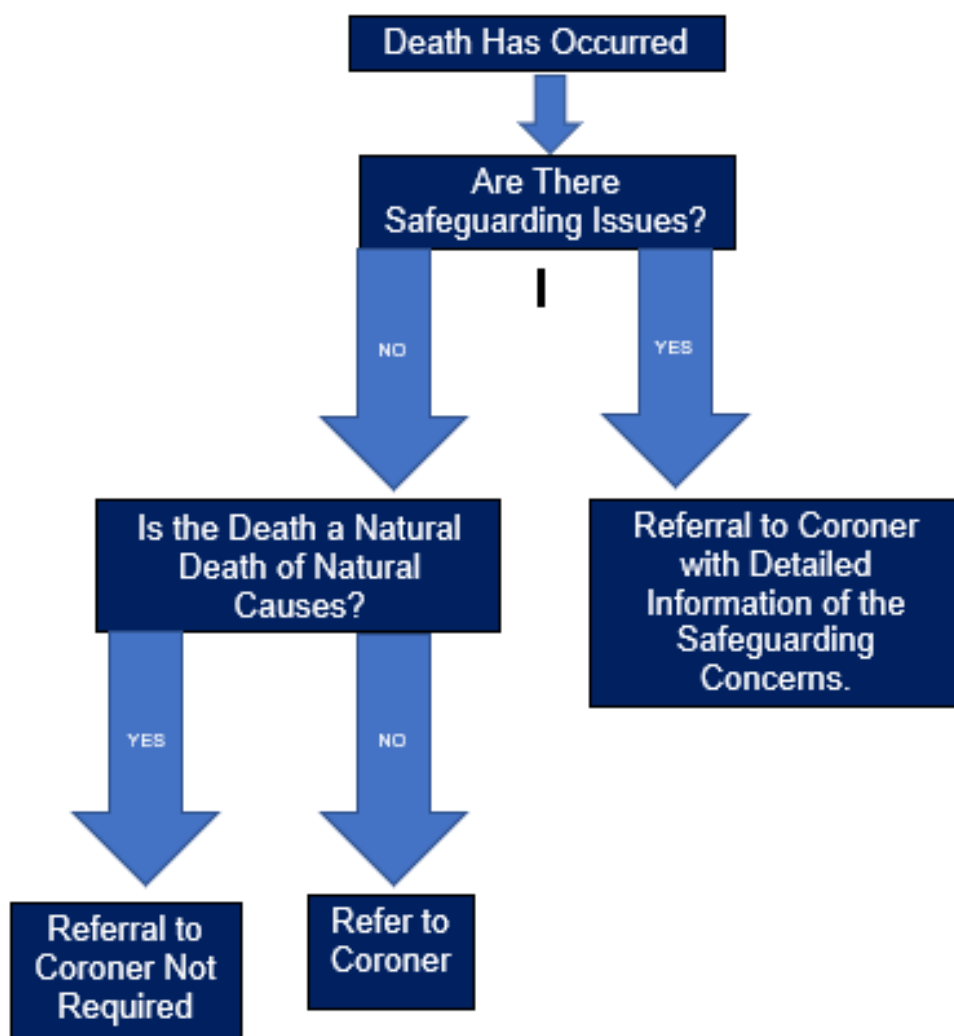 Death Has Occurred
Are There
Safeguarding Issues?
NO
YES
Is the Death a Natural
Death of Natural
Causes?
Referral to Coroner
with Detailed
Information of the
Safeguarding
Concerns.
YES
NO
Referral to
Coroner Not
Required
Refer to
Coroner